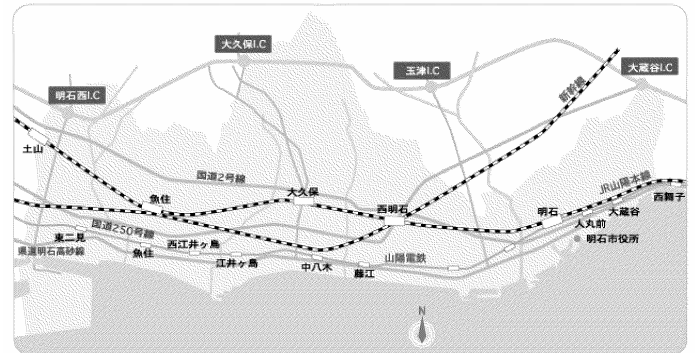 大久保I.C
玉津I.C
大蔵谷I.C
明石西I.C
新幹線
土山
国道2号線
JR山陽本線
魚住
大久保
西明石
明石
大蔵谷
西舞子
人丸前
明石市役所
国道250号線
東二見
県道明石高砂線
魚住
西江井ヶ島
江井ヶ島
中八木
藤江
山陽電鉄
N